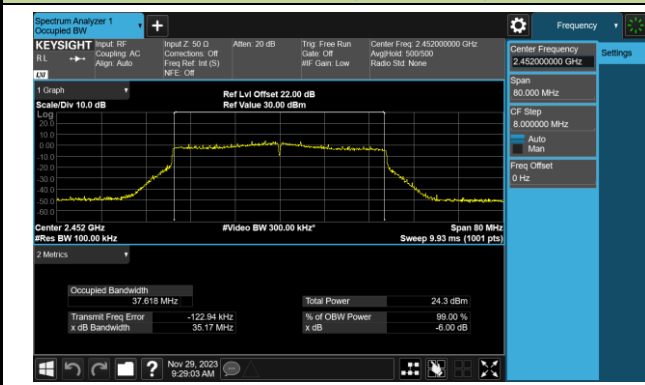 Spectrum Analyzer 1
Occupied BW
Frequency
KEYSIGHT
RL
LXI
Input: RF
Coupling: AC
Align: Auto
Input Z: 50 Ω
Corrections: Off
Freq Ref: Int (S)
NFE: Off
Atten: 20 dB
Trig: Free Run
Gate: Off
#IF Gain: Low
Center Freq: 2.452000000 GHz
Avg|Hold: 500/500
Radio Std: None
Center Frequency
2.452000000 GHz
Settings
Span
80.000 MHz
CF Step
8.000000 MHz
Auto
Man
Freq Offset
0 Hz
1 Graph
Scale/Div 10.0 dB
Ref Lvl Offset 22.00 dB
Ref Value 30.00 dBm
Log
20.0
10.0
0.00
-10.0
-20.0
-30.0
-40.0
-50.0
-60.0
Center 2.452 GHz
#Res BW 100.00 kHz
#Video BW 300.00 kHz*
Span 80 MHz
Sweep 9.93 ms (1001 pts)
2 Metrics
Occupied Bandwidth
37.618 MHz
Total Power 24.3 dBm
Transmit Freq Error -122.94 kHz
% of OBW Power 99.00 %
x dB Bandwidth 35.17 MHz
x dB -6.00 dB
Nov 29, 2023
9:29:03 AM